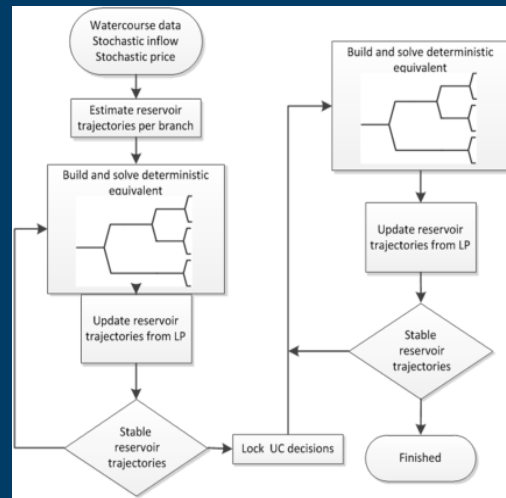 Watercourse data
Stochastic inflow
Stochastic price
Estimate reservoir
trajectories per branch
Build and solve deterministic
equivalent
Update reservoir
trajectories from LP
Stable
reservoir
trajectories
Lock UC decisions
Build and solve deterministic
equivalent
Update reservoir
trajectories from LP
Stable
reservoir
trajectories
Finished